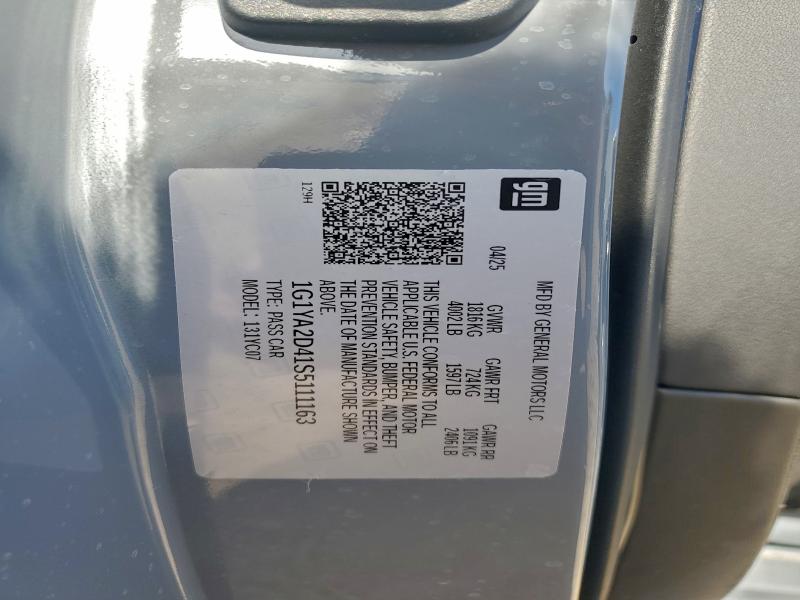 gm
MFD BY GENERAL MOTORS LLC
04/25 GVWR GAWR FRT GAWR RR
1816KG 724KG 1091KG
4002LB 1597LB 2406LB
THIS VEHICLE CONFORMS TO ALL
APPLICABLE U.S. FEDERAL MOTOR
VEHICLE SAFETY, BUMPER, AND THEFT
PREVENTION STANDARDS IN EFFECT ON
THE DATE OF MANUFACTURE SHOWN
ABOVE.
1G1YA2D41S5111163
TYPE: PASS CAR
MODEL: 131YC07
129H